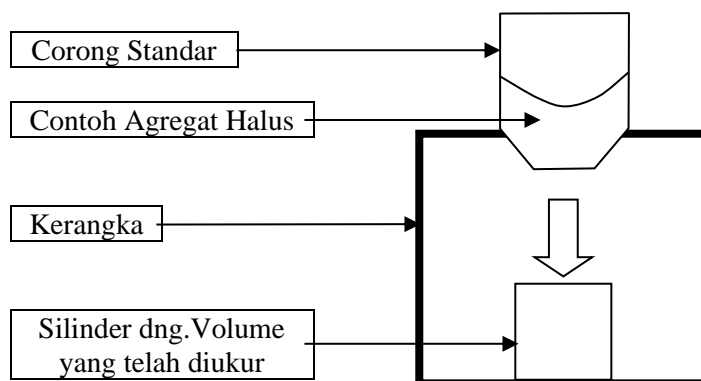 Corong Standar
Contoh Agregat Halus
Kerangka
Silinder dng.Volume
yang telah diukur